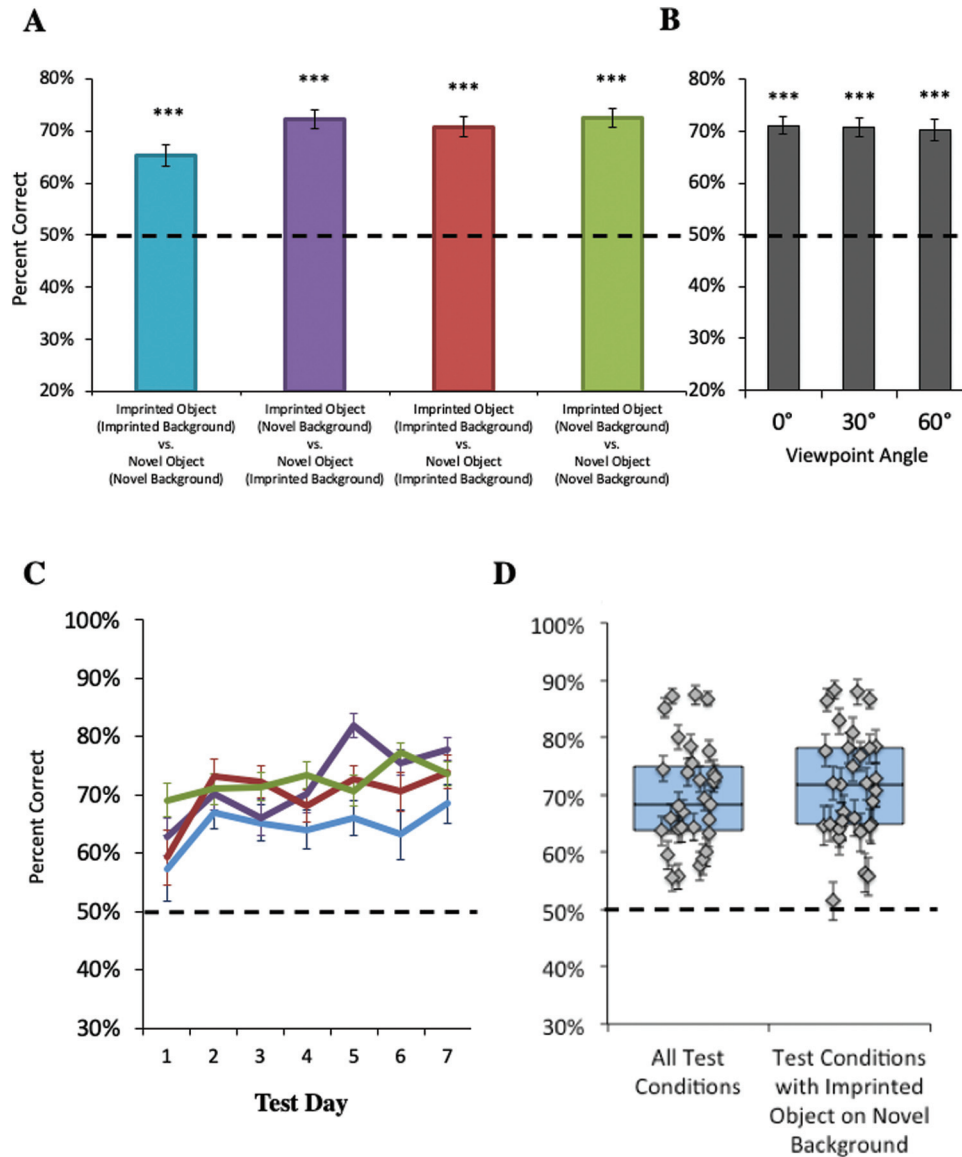 A
80%
70%
60%
50%
40%
30%
20%
Percent Correct
***
***
***
***
Imprinted Object
(Imprinted Background)
vs.
Novel Object
(Novel Background)
Imprinted Object
(Novel Background)
vs.
Novel Object
(Imprinted Background)
Imprinted Object
(Imprinted Background)
vs.
Novel Object
(Imprinted Background)
Imprinted Object
(Novel Background)
vs.
Novel Object
(Novel Background)
B
80%
70%
60%
50%
40%
30%
20%
***
***
***
0°
30°
60°
Viewpoint Angle
C
100%
90%
80%
70%
60%
50%
40%
30%
Percent Correct
1
2
3
4
5
6
7
Test Day
D
100%
90%
80%
70%
60%
50%
40%
30%
All Test
Conditions
Test Conditions
with Imprinted
Object on Novel
Background